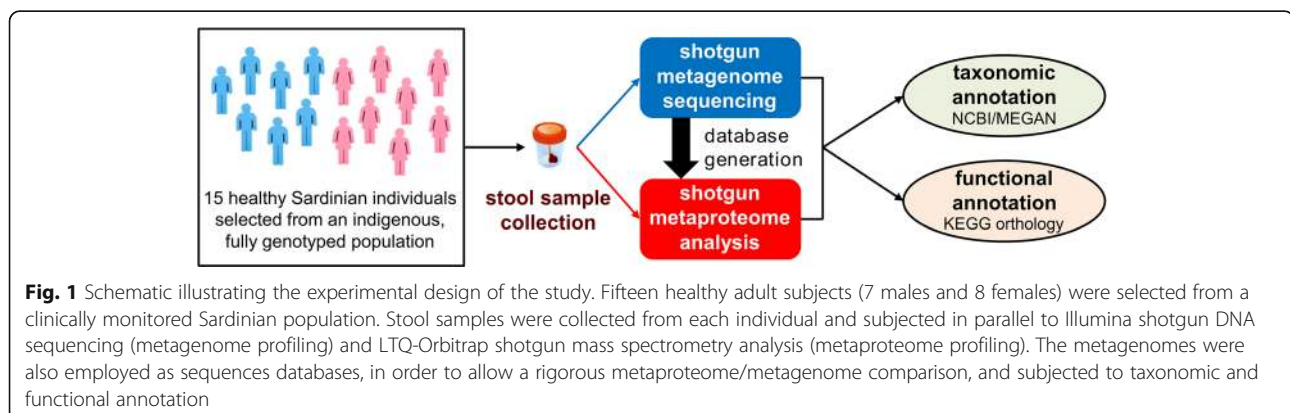 15 healthy Sardinian individuals
selected from an indigenous,
fully genotyped population
stool sample
collection
shotgun
metagenome
sequencing
database
generation
shotgun
metaproteome
analysis
taxonomic
annotation
NCBI/MEGAN
functional
annotation
KEGG orthology
Fig. 1 Schematic illustrating the experimental design of the study. Fifteen healthy adult subjects (7 males and 8 females) were selected from a
clinically monitored Sardinian population. Stool samples were collected from each individual and subjected in parallel to Illumina shotgun DNA
sequencing (metagenome profiling) and LTQ-Orbitrap shotgun mass spectrometry analysis (metaproteome profiling). The metagenomes were
also employed as sequences databases, in order to allow a rigorous metaproteome/metagenome comparison, and subjected to taxonomic and
functional annotation